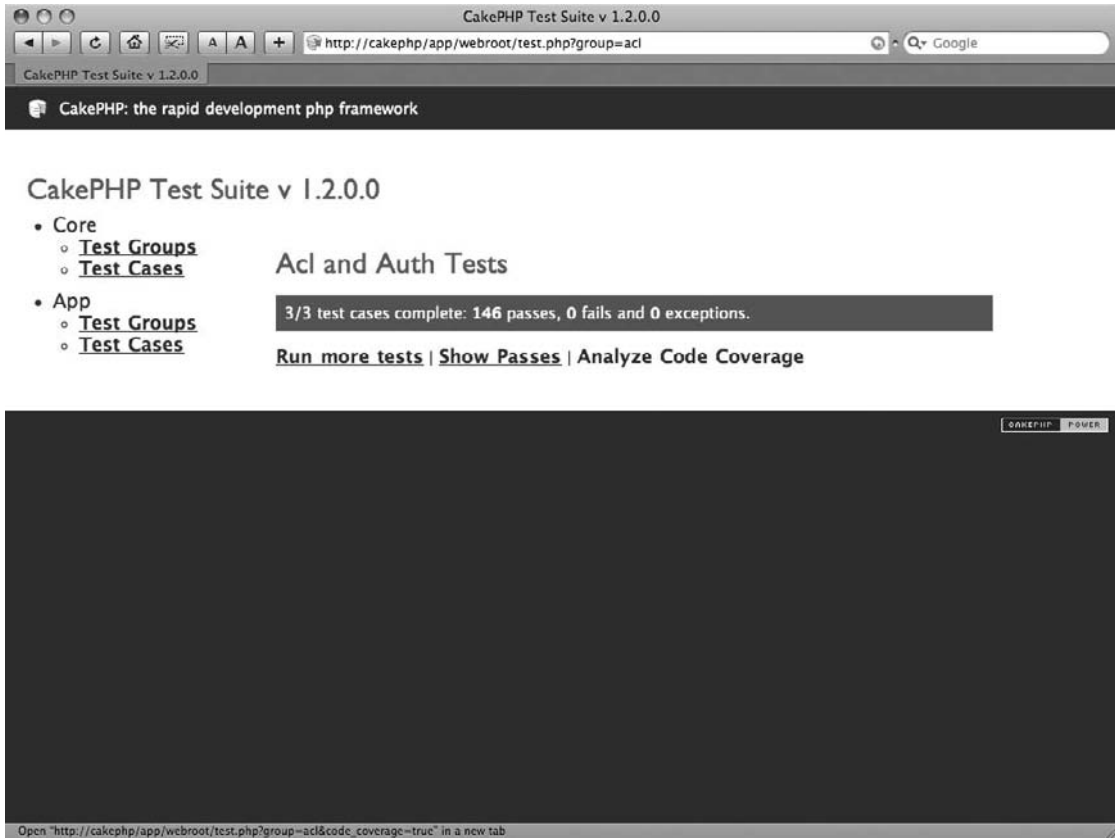 CakePHP Test Suite v 1.2.0.0
A A + http://cakephp/app/webroot/test.php?group=acl Google
CakePHP Test Suite v 1.2.0.0
CakePHP: the rapid development php framework
CakePHP Test Suite v 1.2.0.0
• Core
◦ Test Groups
◦ Test Cases
• App
◦ Test Groups
◦ Test Cases
Acl and Auth Tests
3/3 test cases complete: 146 passes, 0 fails and 0 exceptions.
Run more tests | Show Passes | Analyze Code Coverage
CAKEPHP POWER
Open "http://cakephp/app/webroot/test.php?group=acl&code_coverage=true" in a new tab